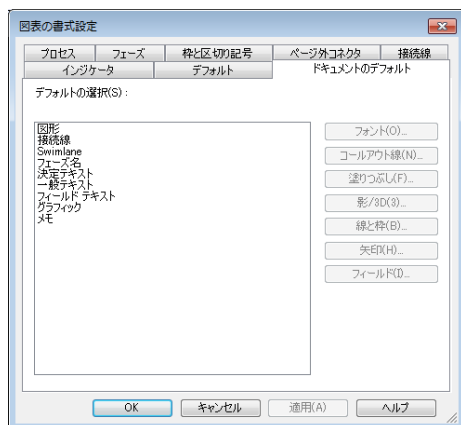 図表の書式設定
プロセス フェーズ 枠と区切り記号 ページ外コネクタ 接続線
インジケータ デフォルト ドキュメントのデフォルト
デフォルトの選択(S):
図形
接続線
Swimlane
フェーズ名
決定テキスト
一般テキスト
フィールド テキスト
グラフィック
メモ
フォント(O)...
コールアウト線(N)...
塗りつぶし(F)...
影/3D(3)...
線と枠(B)...
矢印(H)...
フィールド(I)...
OK キャンセル 適用(A) ヘルプ